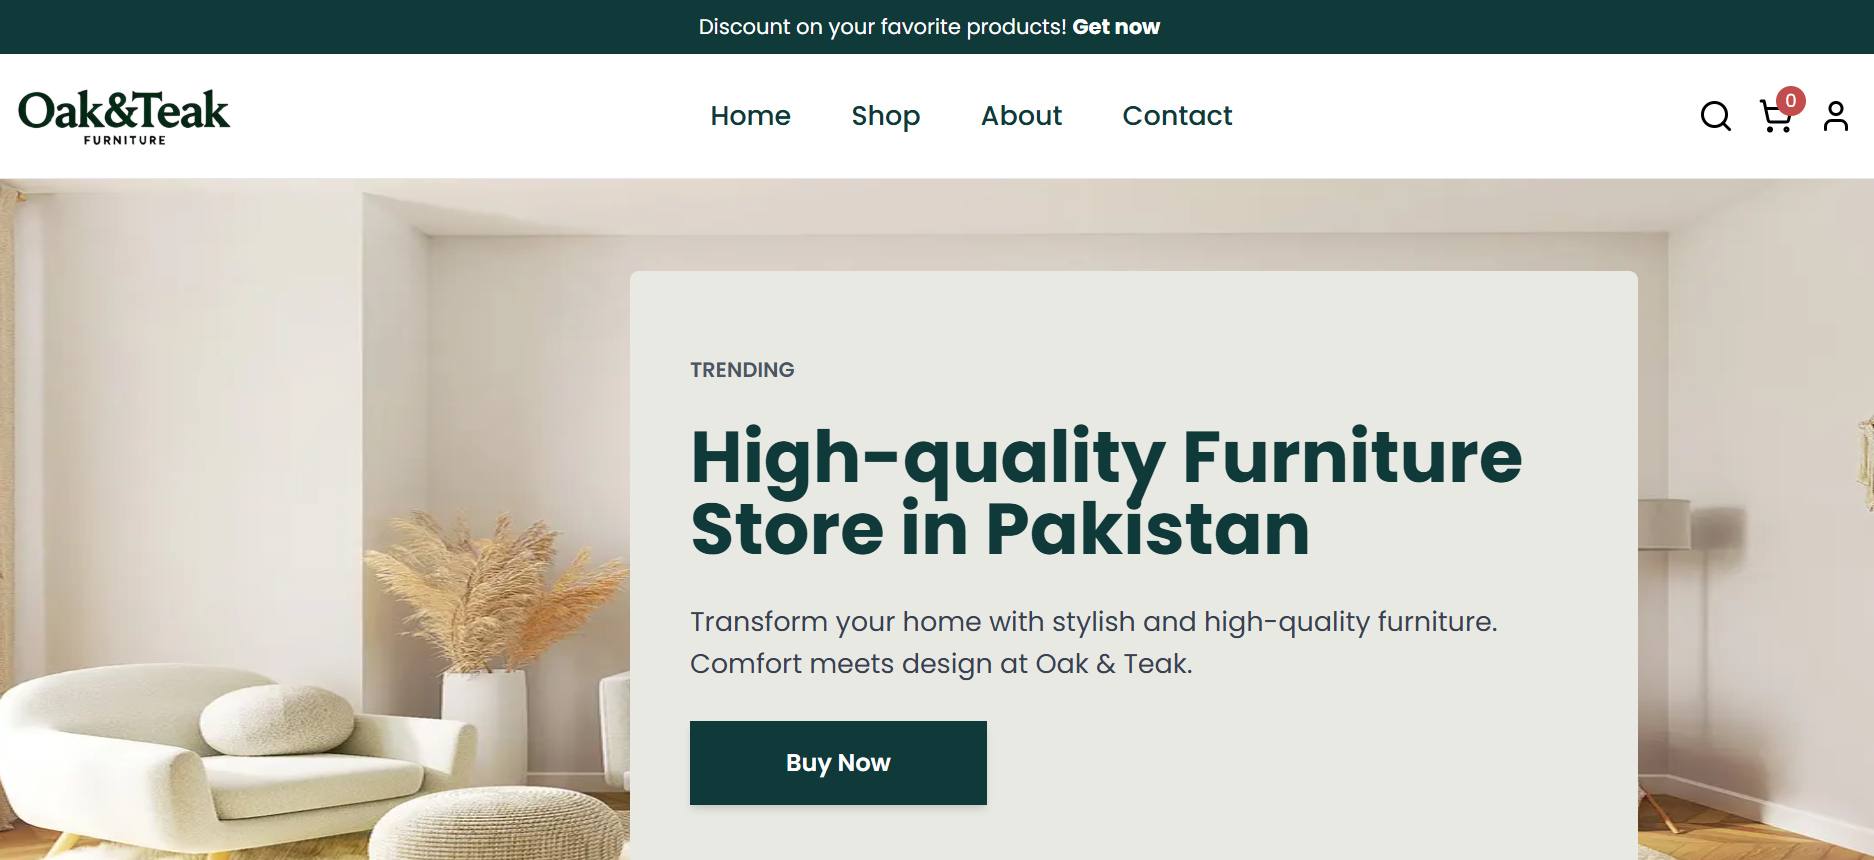 Discount on your favorite products! Get now
Oak&Teak
FURNITURE
Home Shop About Contact
0
TRENDING
High-quality Furniture
Store in Pakistan
Transform your home with stylish and high-quality furniture.
Comfort meets design at Oak & Teak.
Buy Now